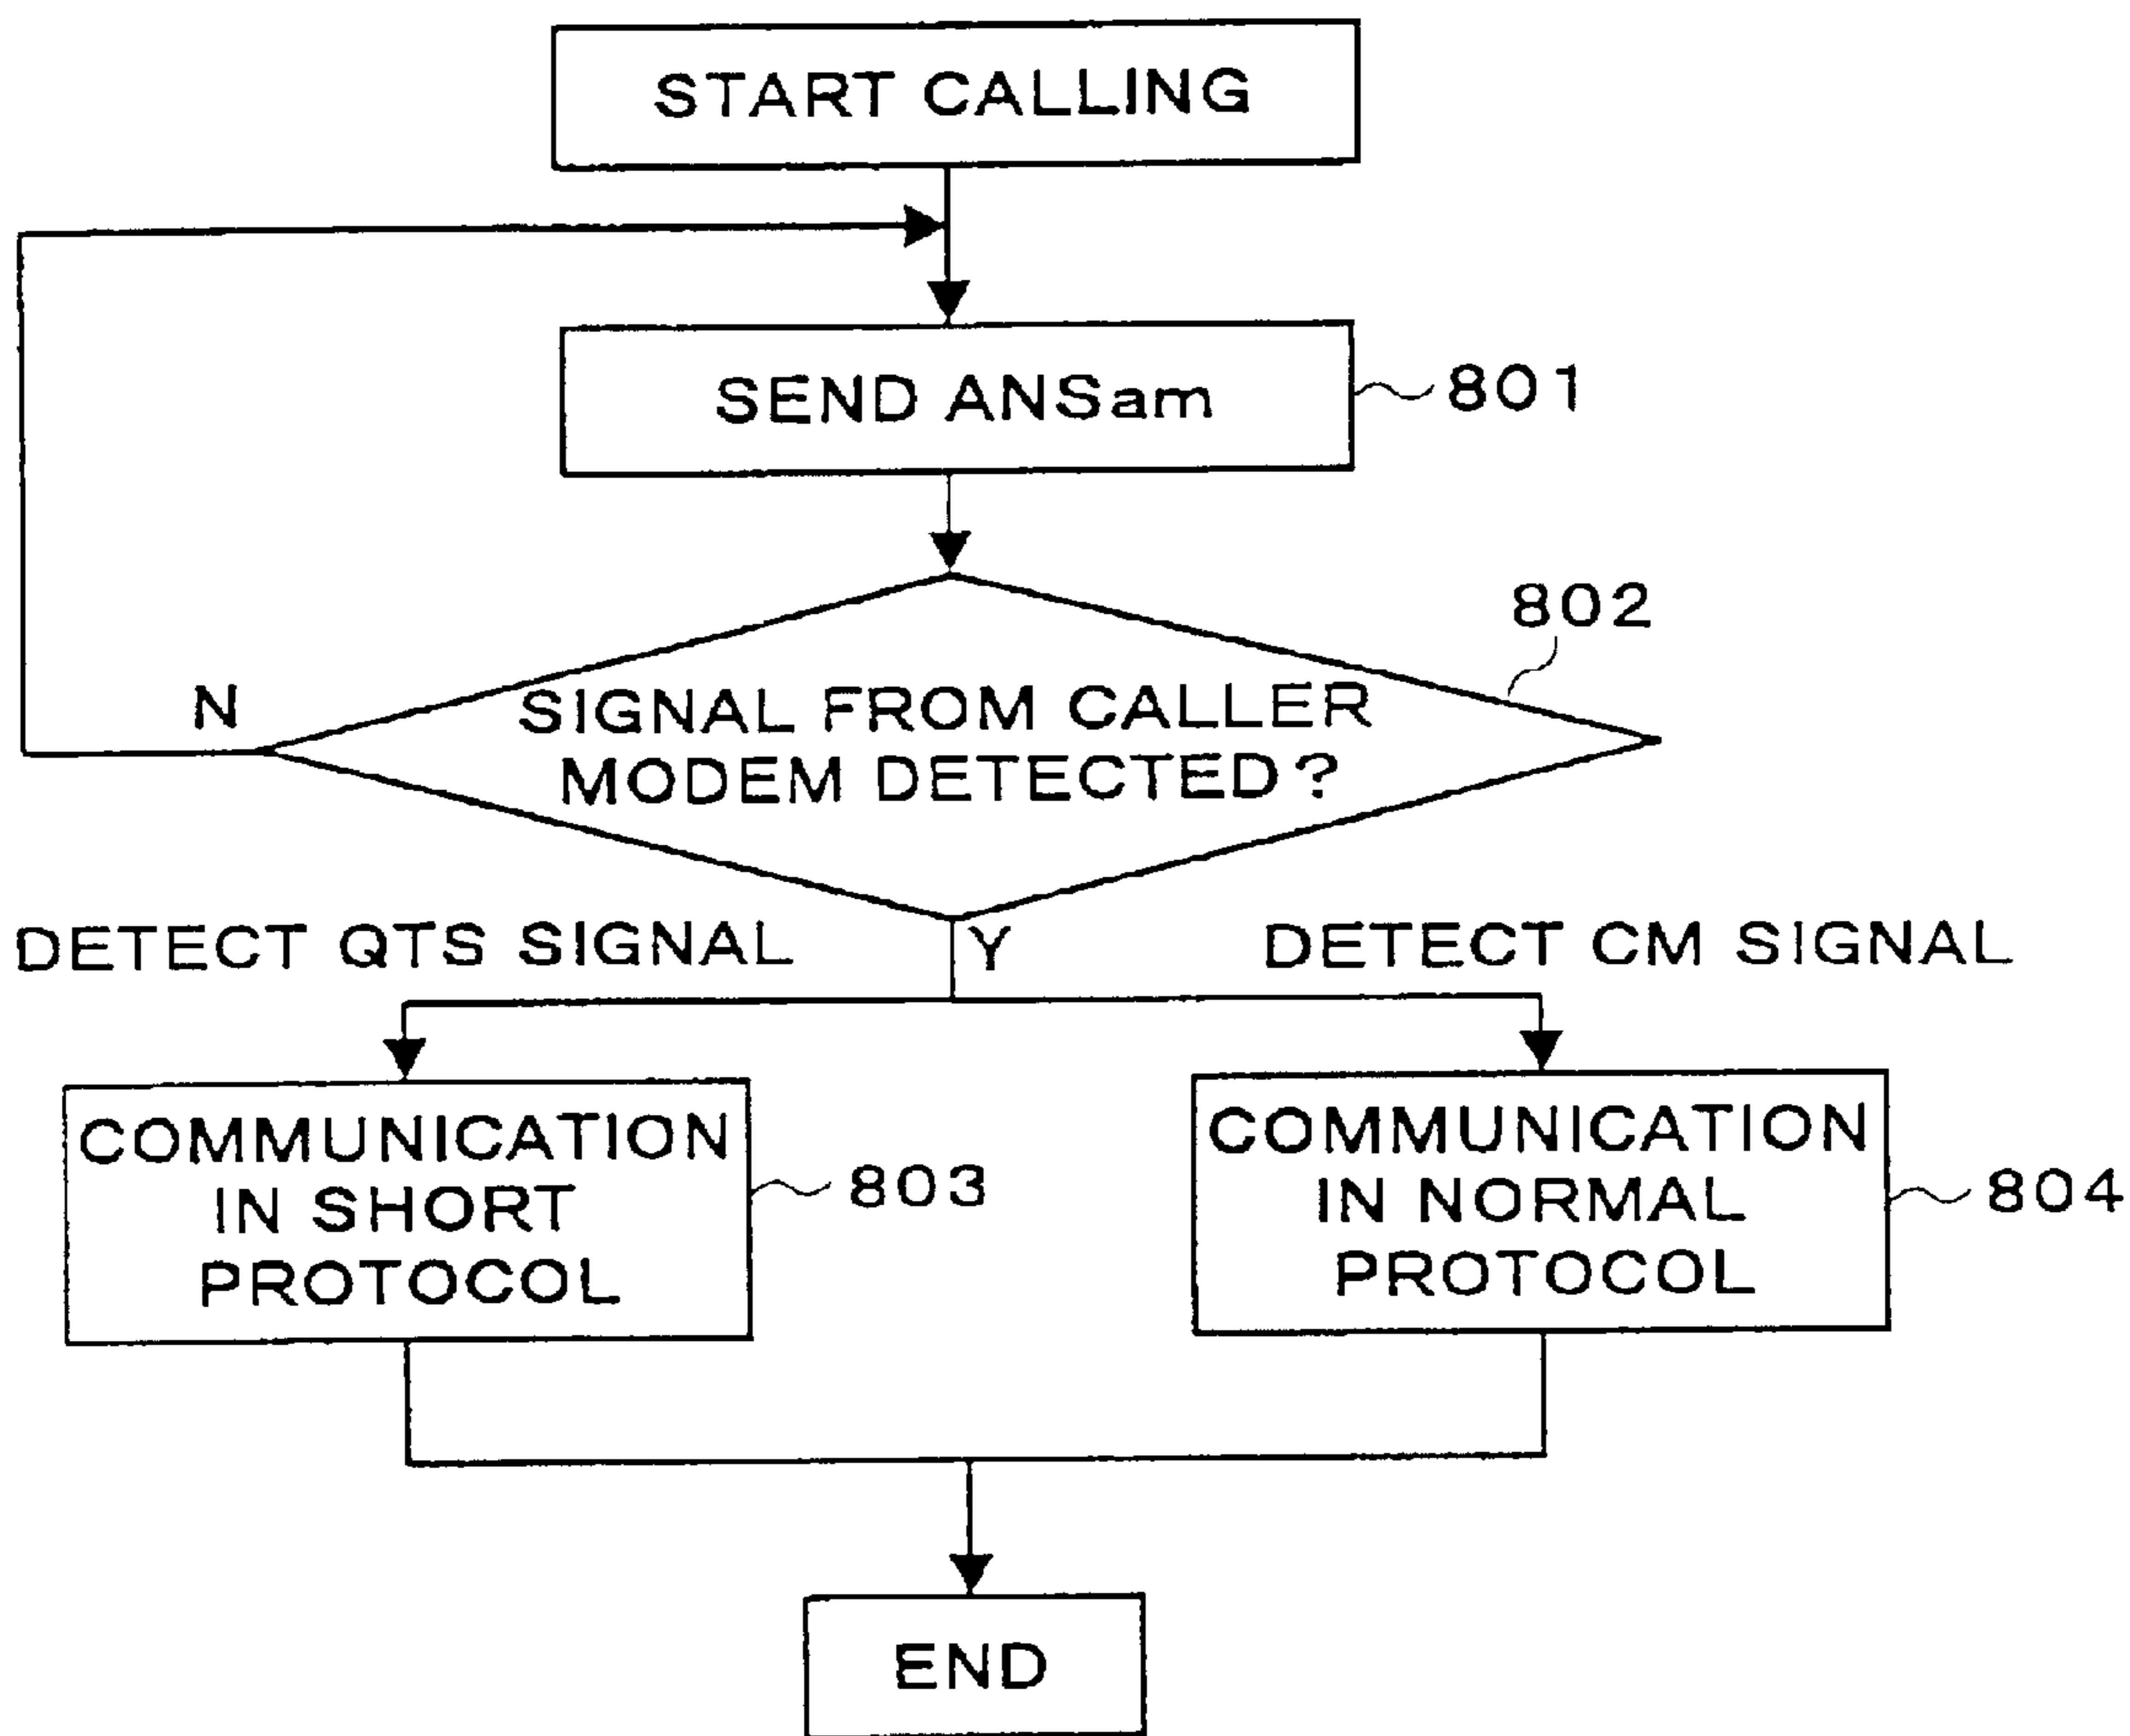 START CALLING
SEND ANSam
801
802
N
SIGNAL FROM CALLER
MODEM DETECTED?
DETECT QTS SIGNAL
Y
DETECT CM SIGNAL
COMMUNICATION
IN SHORT
PROTOCOL
803
COMMUNICATION
IN NORMAL
PROTOCOL
804
END